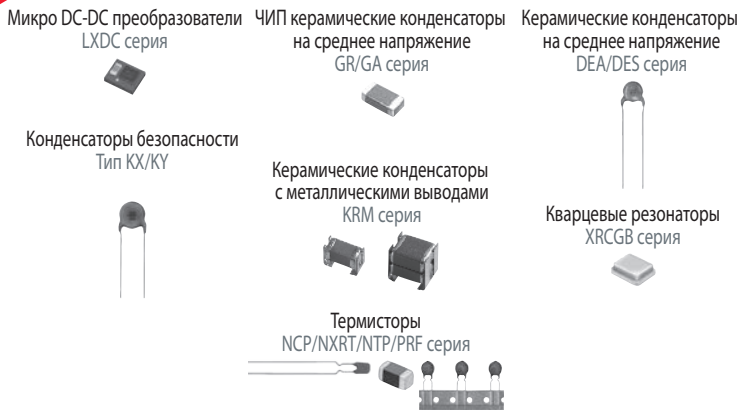 Микро DC-DC преобразователи
LXDC серия
ЧИП керамические конденсаторы
на среднее напряжение
GR/GA серия
Керамические конденсаторы
на среднее напряжение
DEA/DES серия
Конденсаторы безопасности
Тип KX/KY
Керамические конденсаторы
с металлическими выводами
KRM серия
Кварцевые резонаторы
XRCGB серия
Термисторы
NCP/NXRT/NTP/PRF серия